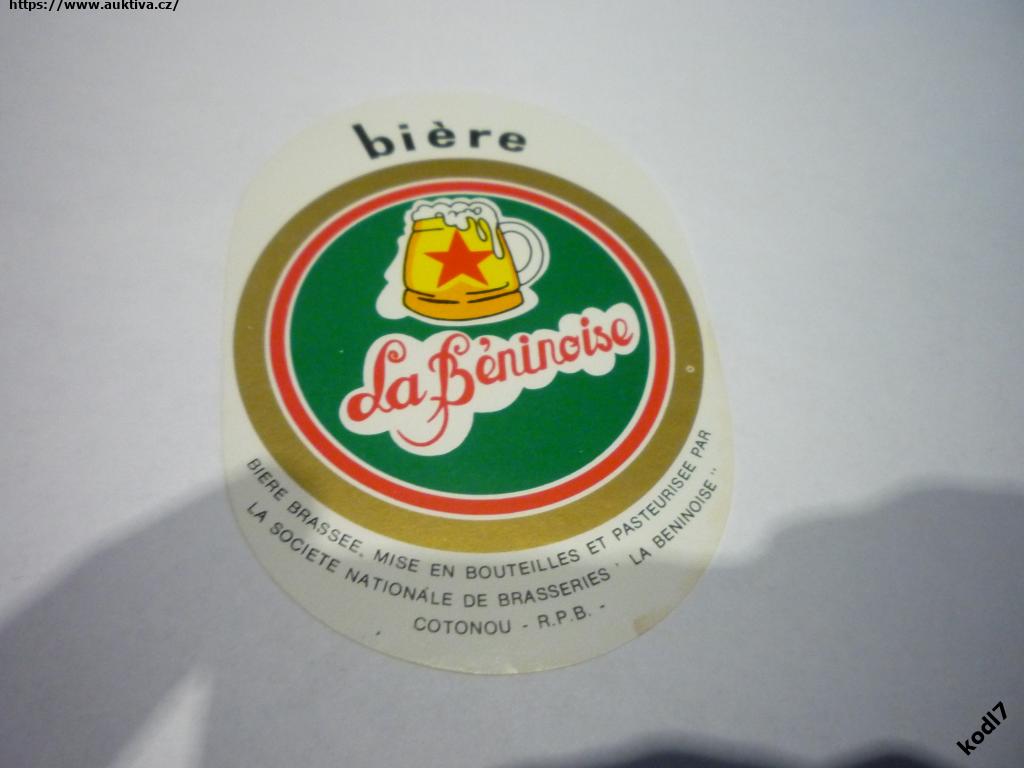 https://www.auktiva.cz/
bière
La Béninoise
BIERE BRASSEE, MISE EN BOUTEILLES ET PASTEURISEE PAR
LA SOCIETE NATIONALE DE BRASSERIES " LA BENINOISE "
COTONOU - R.P.B. -
kodl7